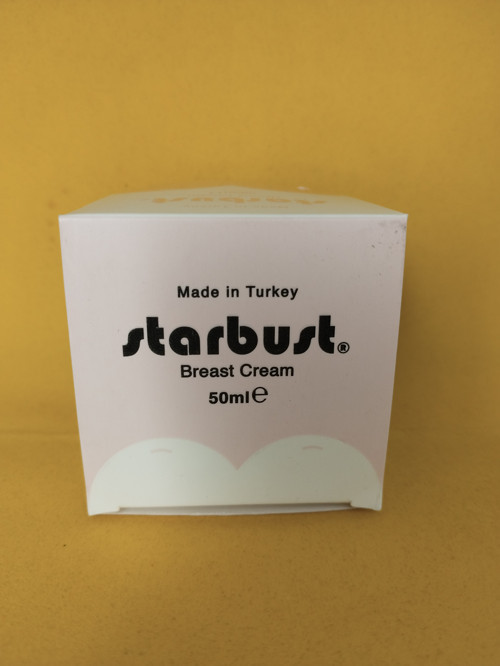 Made in Turkey
starbust®
Breast Cream
50ml ℮